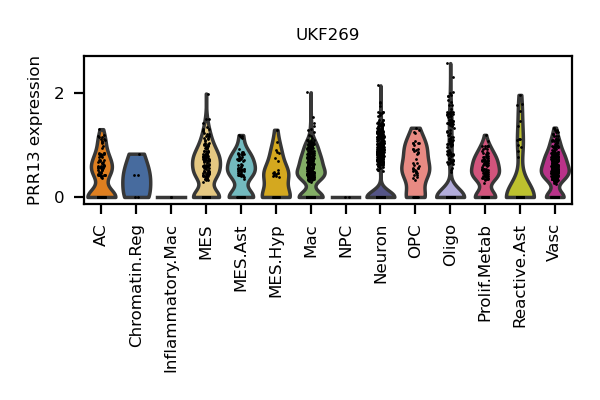 UKF269
PRR13 expression
2
0
AC
Chromatin.Reg
Inflammatory.Mac
MES
MES.Ast
MES.Hyp
Mac
NPC
Neuron
OPC
Oligo
Prolif.Metab
Reactive.Ast
Vasc